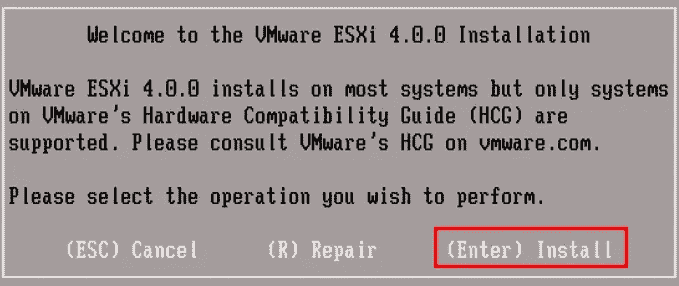 Welcome to the VMware ESXi 4.0.0 Installation
VMware ESXi 4.0.0 installs on most systems but only systems
on VMware's Hardware Compatibility Guide (HCG) are
supported. Please consult VMware's HCG on vmware.com.
Please select the operation you wish to perform.
(ESC) Cancel (R) Repair (Enter) Install